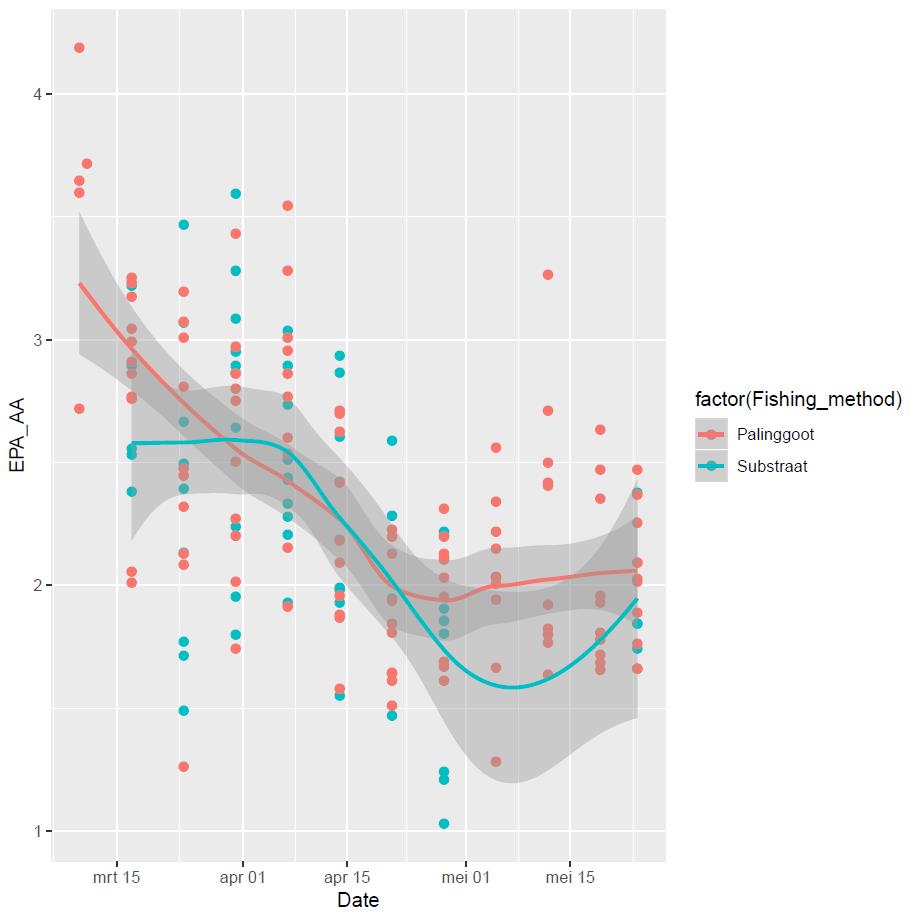 4
3
2
1
EPA_AA
mrt 15
apr 01
apr 15
mei 01
mei 15
Date
factor(Fishing_method)
Palinggoot
Substraat